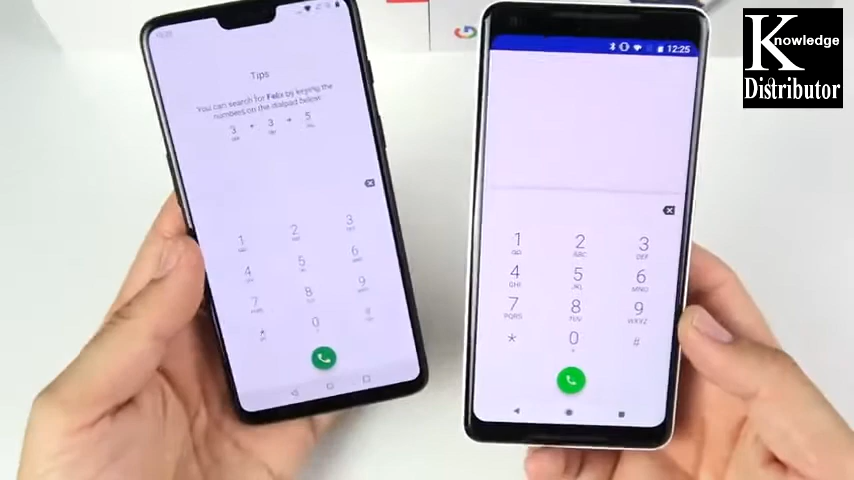 Knowledge
Distributor
Tips
You can search for Felix by keying the
numbers on the dialpad below
3 + 3 + 5
1 2 3
4 5 6
7 8 9
* 0 #
12:25
1 2 3
ABC DEF
4 5 6
GHI JKL MNO
7 8 9
PQRS TUV WXYZ
* 0 #
+